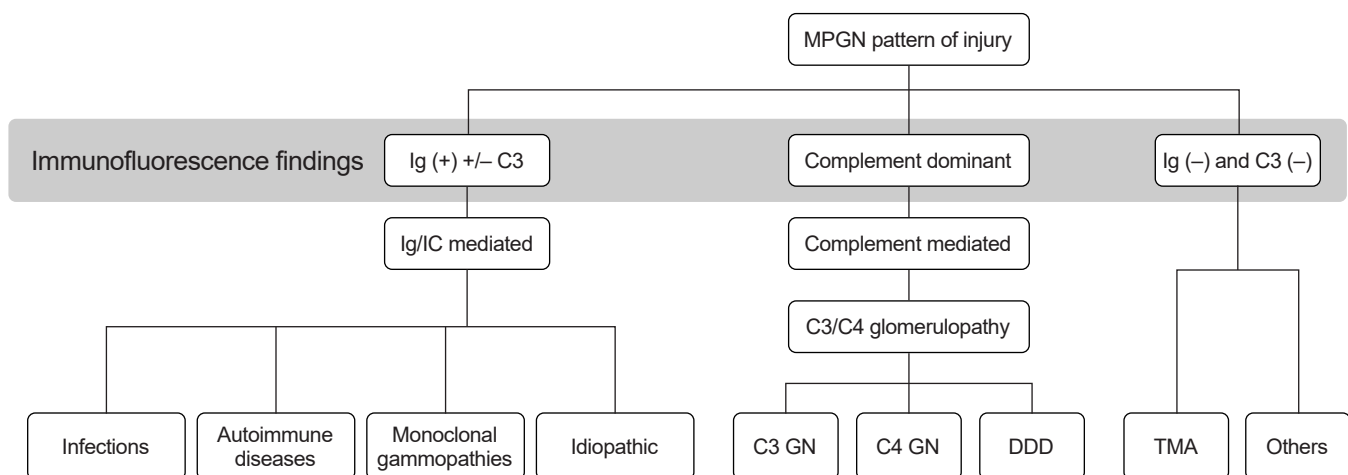 MPGN pattern of injury
Immunofluorescence findings
Ig (+) +/– C3
Complement dominant
Ig (–) and C3 (–)
Ig/IC mediated
Complement mediated
C3/C4 glomerulopathy
Infections
Autoimmune
diseases
Monoclonal
gammopathies
Idiopathic
C3 GN
C4 GN
DDD
TMA
Others